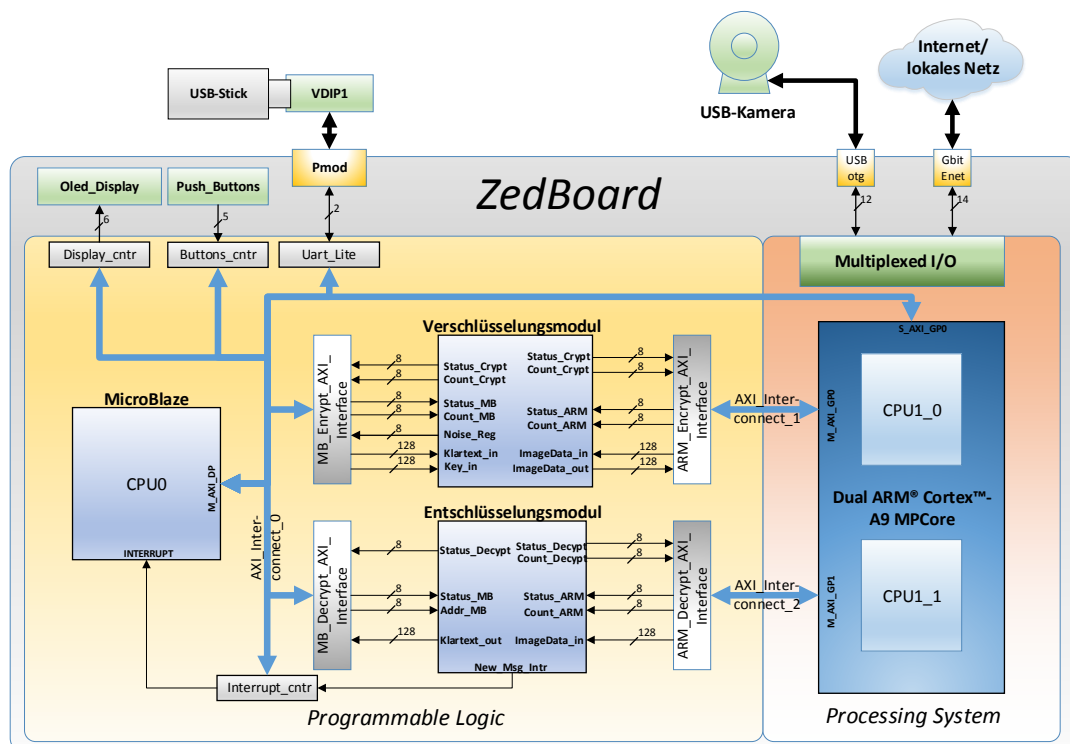 Internet/
lokales Netz
USB-Stick
VDIP1
USB-Kamera
Pmod
USB
otg
Gbit
Enet
Oled_Display
Push_Buttons
ZedBoard
6
5
2
12
14
Display_cntr
Buttons_cntr
Uart_Lite
Multiplexed I/O
Verschlüsselungsmodul
S_AXI_GP0
MB_Encrypt_AXI_
Interface
8
Status_Crypt
8
Count_Crypt
8
Status_MB
8
Count_MB
8
Noise_Reg
128
Klartext_in
128
Key_in
Status_Crypt
8
Count_Crypt
8
Status_ARM
8
Count_ARM
8
ImageData_in
128
ImageData_out
128
ARM_Encrypt_AXI_
Interface
AXI_Inter-
connect_1
M_AXI_GP0
CPU1_0
MicroBlaze
CPU0
M_AXI_DP
INTERRUPT
AXI_Inter-
connect_0
Dual ARM® Cortex™-
A9 MPCore
Entschlüsselungsmodul
MB_Decrypt_AXI_
Interface
8
Status_Decypt
8
Status_MB
8
Addr_MB
128
Klartext_out
Status_Decypt
8
Count_Decypt
8
Status_ARM
8
Count_ARM
8
ImageData_in
128
New_Msg_Intr
ARM_Decrypt_AXI_
Interface
AXI_Inter-
connect_2
M_AXI_GP1
CPU1_1
Interrupt_cntr
Programmable Logic
Processing System